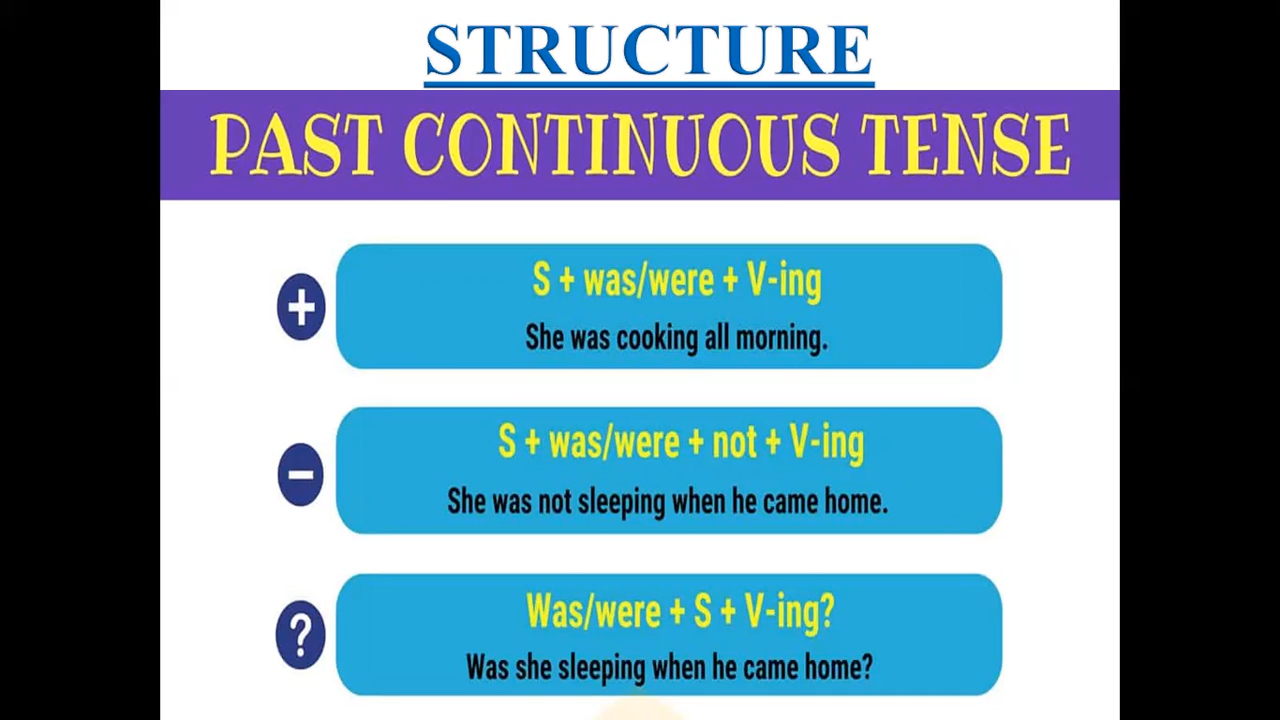 STRUCTURE
PAST CONTINUOUS TENSE
+
S + was/were + V-ing
She was cooking all morning.
−
S + was/were + not + V-ing
She was not sleeping when he came home.
?
Was/were + S + V-ing?
Was she sleeping when he came home?